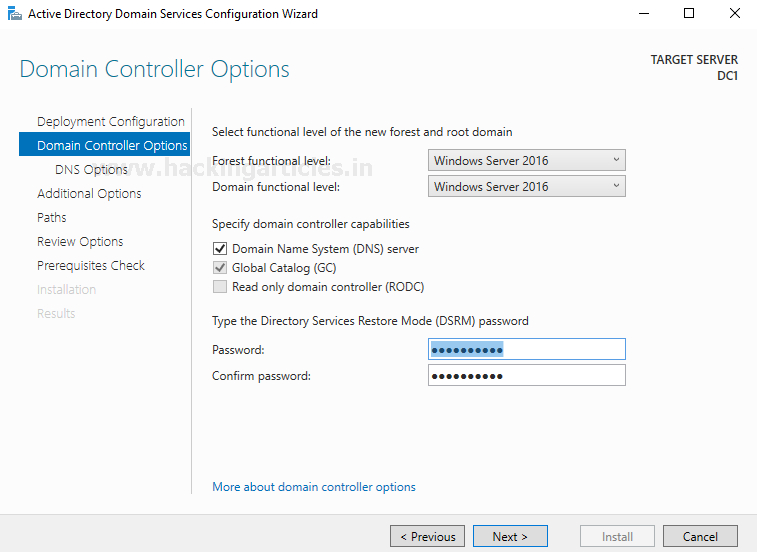 Active Directory Domain Services Configuration Wizard
Domain Controller Options
TARGET SERVER
DC1
Deployment Configuration
Domain Controller Options
DNS Options
Additional Options
Paths
Review Options
Prerequisites Check
Installation
Results
www.hackingarticles.in
Select functional level of the new forest and root domain
Forest functional level: Windows Server 2016
Domain functional level: Windows Server 2016
Specify domain controller capabilities
Domain Name System (DNS) server
Global Catalog (GC)
Read only domain controller (RODC)
Type the Directory Services Restore Mode (DSRM) password
Password: ●●●●●●●●●●
Confirm password: ●●●●●●●●●●
More about domain controller options
< Previous Next > Install Cancel